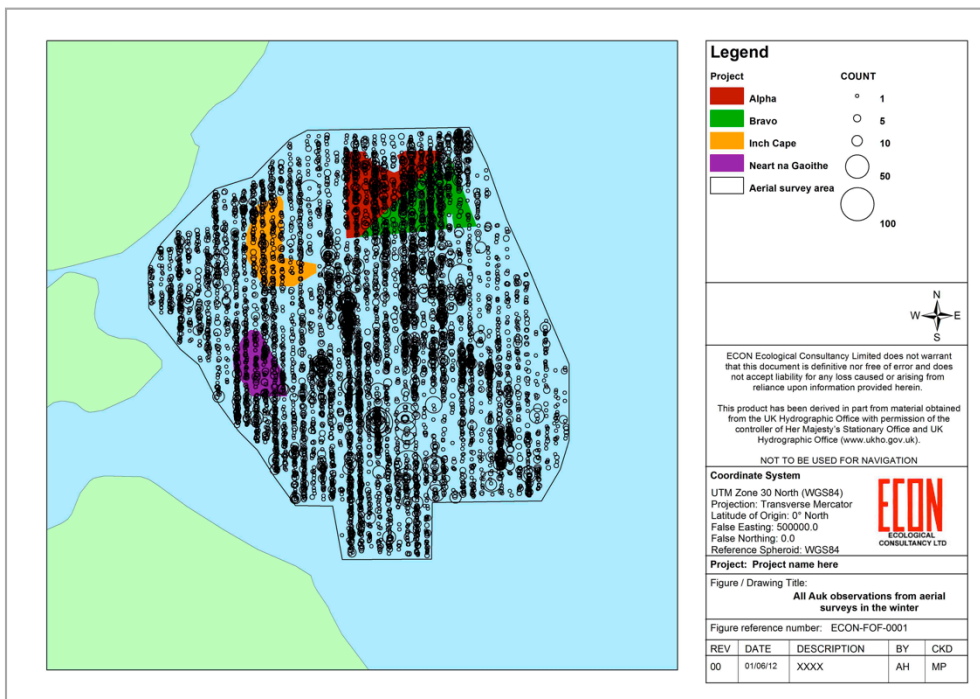 Legend
Project
COUNT
Alpha
1
Bravo
5
Inch Cape
10
Neart na Gaoithe
50
Aerial survey area
100
N
W E
S
ECON Ecological Consultancy Limited does not warrant
that this document is definitive nor free of error and does
not accept liability for any loss caused or arising from
reliance upon information provided herein.
This product has been derived in part from material obtained
from the UK Hydrographic Office with permission of the
controller of Her Majesty's Stationary Office and UK
Hydrographic Office (www.ukho.gov.uk).
NOT TO BE USED FOR NAVIGATION
Coordinate System
UTM Zone 30 North (WGS84)
Projection: Transverse Mercator
Latitude of Origin: 0° North
False Easting: 500000.0
False Northing: 0.0
Reference Spheroid: WGS84
ECON
ECOLOGICAL
CONSULTANCY LTD
Project: Project name here
Figure / Drawing Title:
All Auk observations from aerial
surveys in the winter
Figure reference number: ECON-FOF-0001
REV DATE DESCRIPTION BY CKD
00 01/06/12 XXXX AH MP